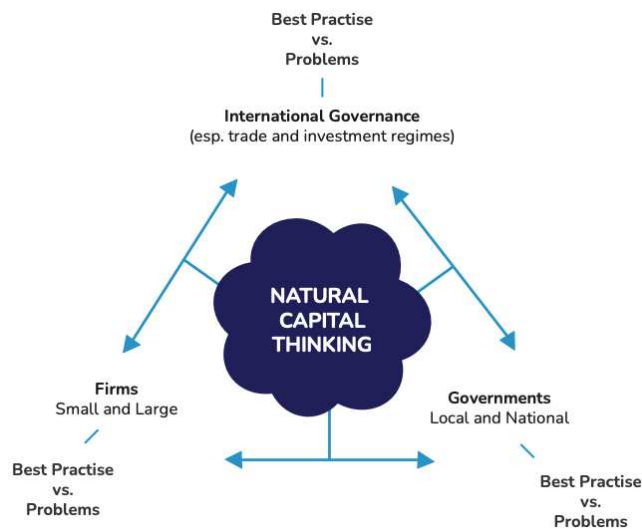 Best Practise
vs.
Problems
International Governance
(esp. trade and investment regimes)
NATURAL
CAPITAL
THINKING
Firms
Small and Large
Governments
Local and National
Best Practise
vs.
Problems
Best Practise
vs.
Problems